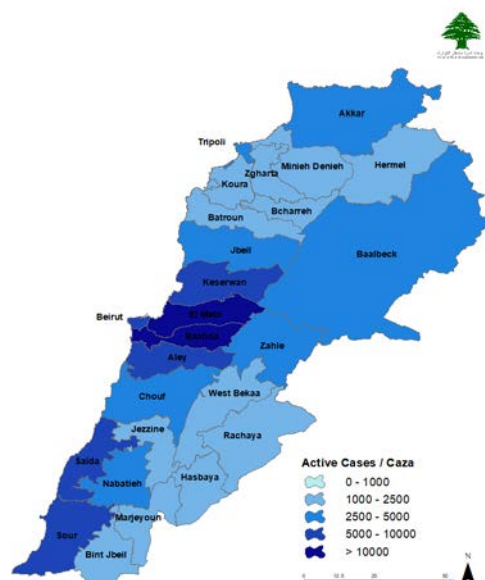 Akkar
Tripoli
Minieh Denieh
Hermel
Zgharta
Koura
Bcharreh
Batroun
Jbeil
Baalbeck
Keserwan
El Metn
Beirut
Baabda
Aley
Zahle
Chouf
West Bekaa
Jezzine
Rachaya
Saida
Hasbaya
Nabatieh
Marjeyoun
Sour
Bint Jbeil
Active Cases / Caza
0 - 1000
1000 - 2500
2500 - 5000
5000 - 10000
> 10000
N